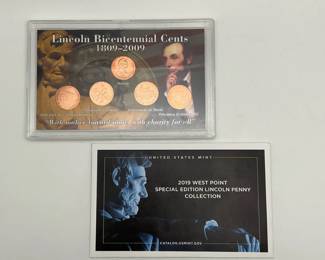 Lincoln Bicentennial Cents
1809-2009
"With malice toward none, with charity for all"
UNITED STATES MINT
2019 WEST POINT
SPECIAL EDITION LINCOLN PENNY
COLLECTION
CATALOG.USMINT.GOV